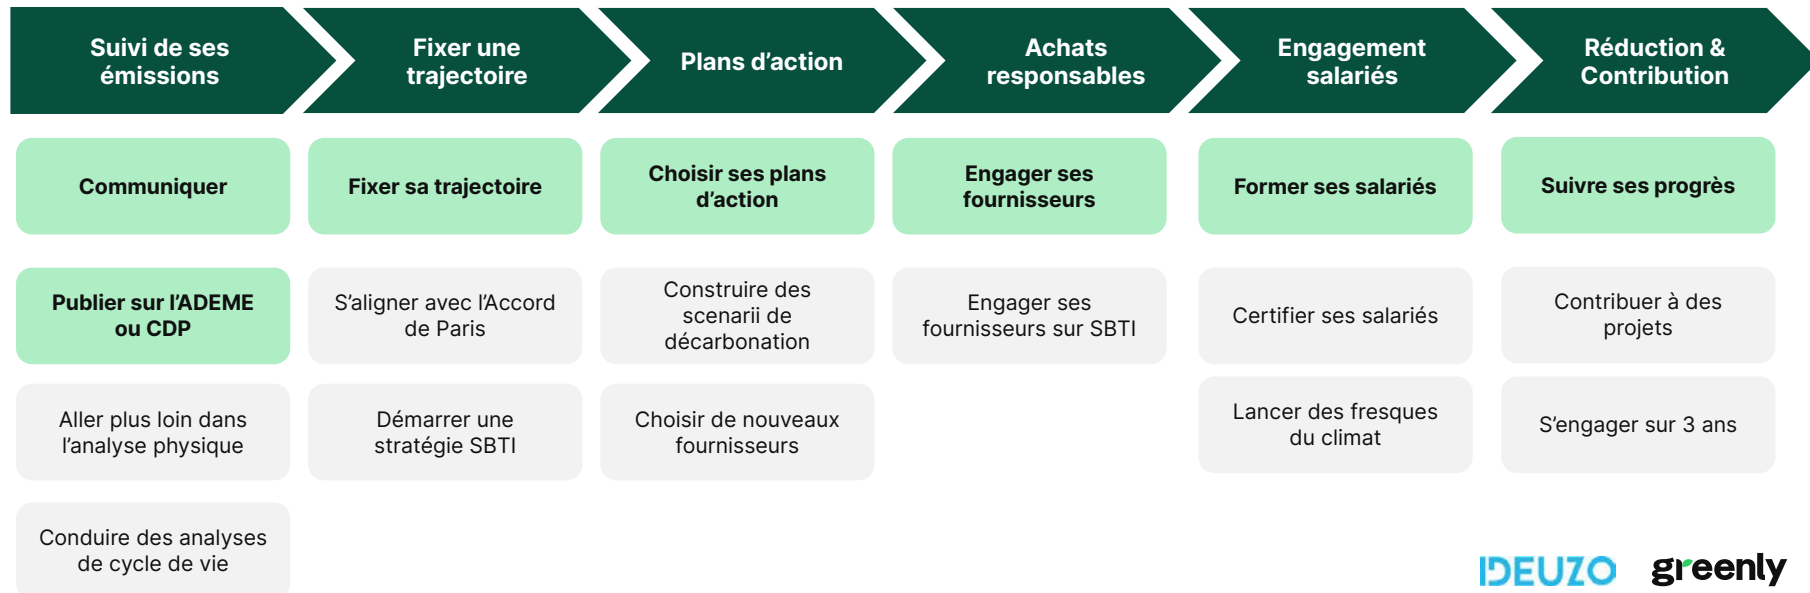 Suivi de ses
émissions
Fixer une
trajectoire
Plans d’action
Achats
responsables
Engagement
salariés
Réduction &
Contribution
Communiquer
Fixer sa trajectoire
Choisir ses plans
d’action
Engager ses
fournisseurs
Former ses salariés
Suivre ses progrès
Publier sur l’ADEME
ou CDP
S’aligner avec l’Accord
de Paris
Construire des
scenarii de
décarbonation
Engager ses
fournisseurs sur SBTI
Certifier ses salariés
Contribuer à des
projets
Aller plus loin dans
l’analyse physique
Démarrer une
stratégie SBTI
Choisir de nouveaux
fournisseurs
Lancer des fresques
du climat
S’engager sur 3 ans
Conduire des analyses
de cycle de vie
DEUZO
greenly